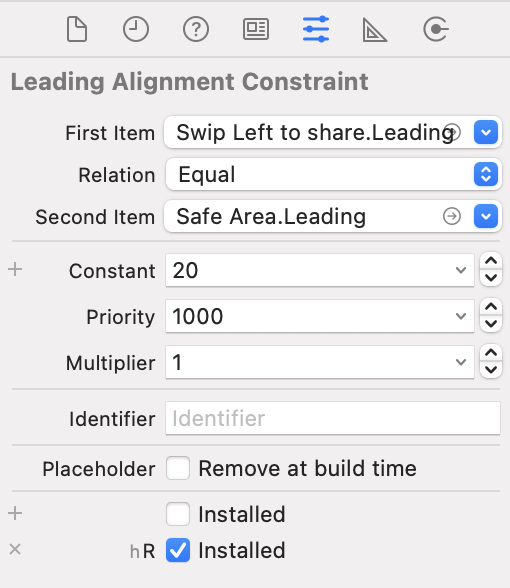 Leading Alignment Constraint
First Item Swip Left to share.Leading
Relation Equal
Second Item Safe Area.Leading
+ Constant 20
Priority 1000
Multiplier 1
Identifier Identifier
Placeholder Remove at build time
+ Installed
× hR Installed